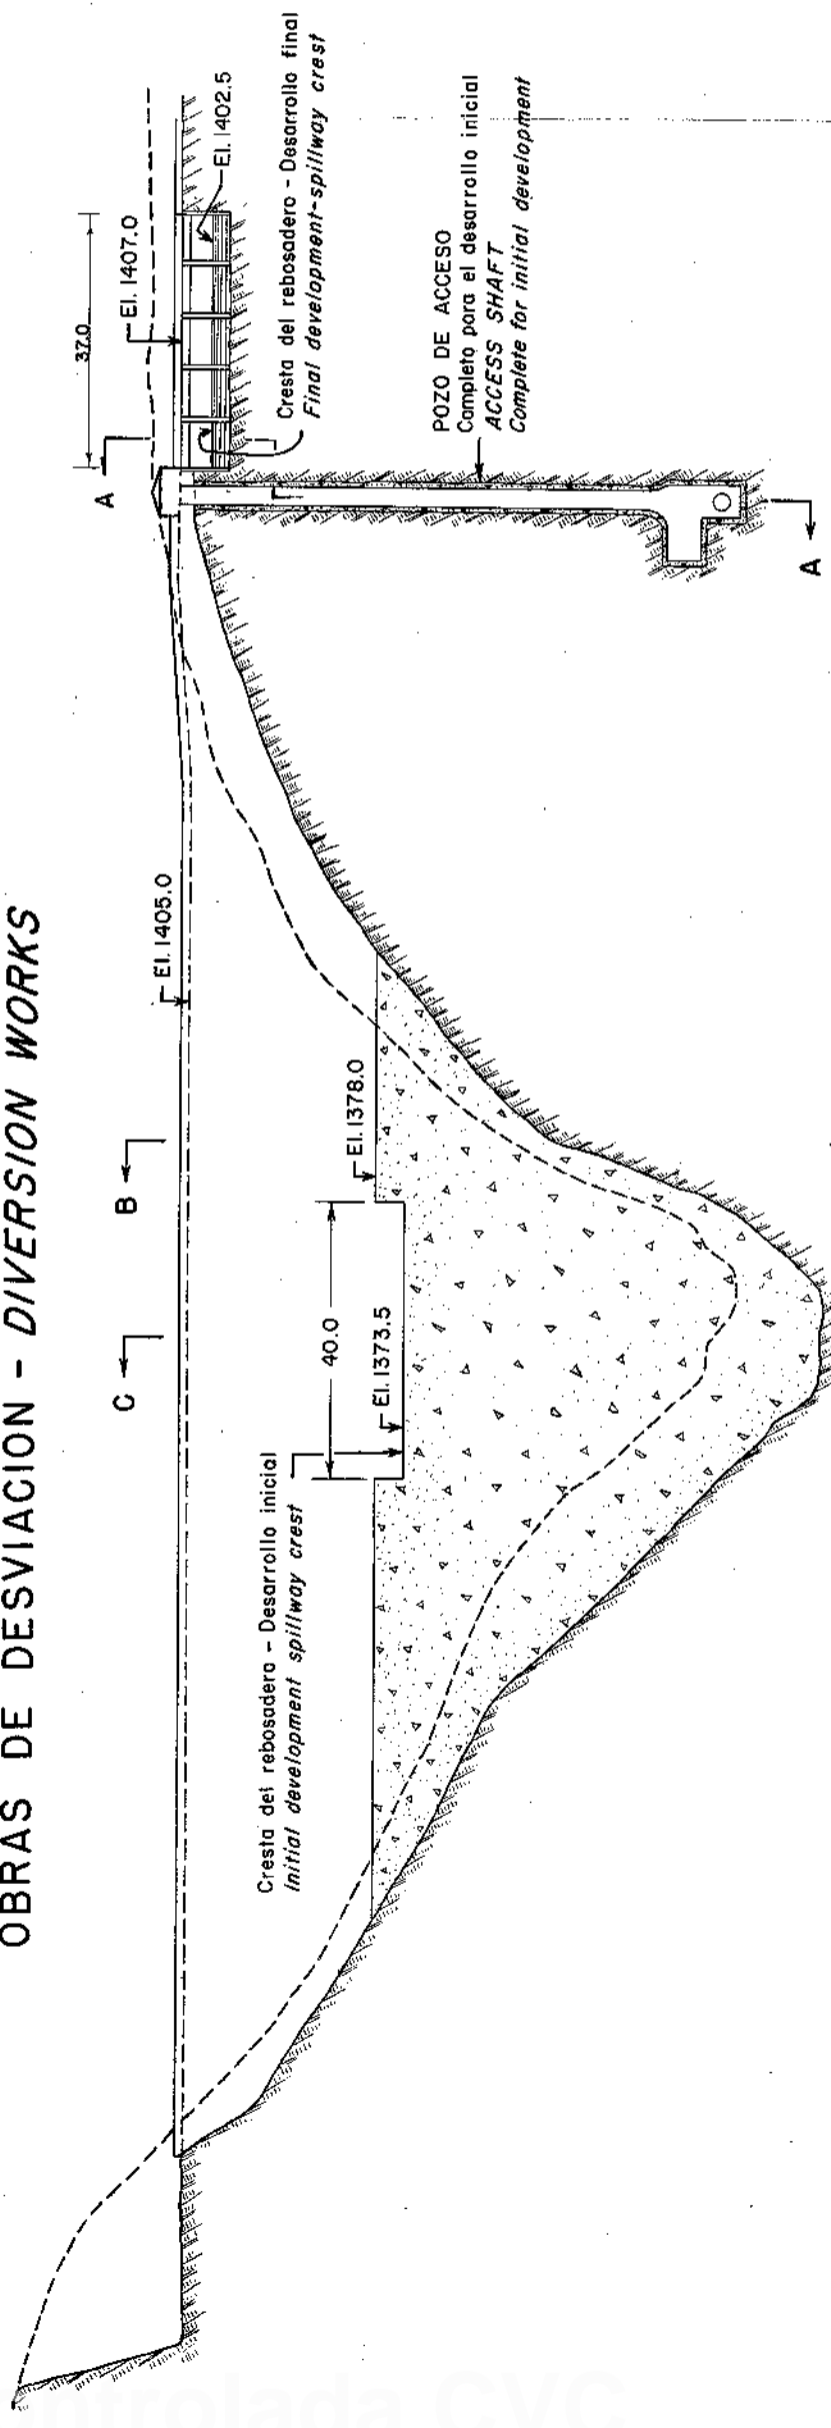 OBRAS DE DESVIACION - DIVERSION WORKS
C
B
El. 1405.0
A
37.0
El. 1407.0
El. 1402.5
Cresta del rebosadero - Desarrollo final
Final development-spillway crest
Cresta del rebosadero - Desarrollo inicial
Initial development spillway crest
40.0
El. 1373.5
El. 1378.0
POZO DE ACCESO
Completo para el desarrollo inicial
ACCESS SHAFT
Complete for initial development
A
ntrolada CVC